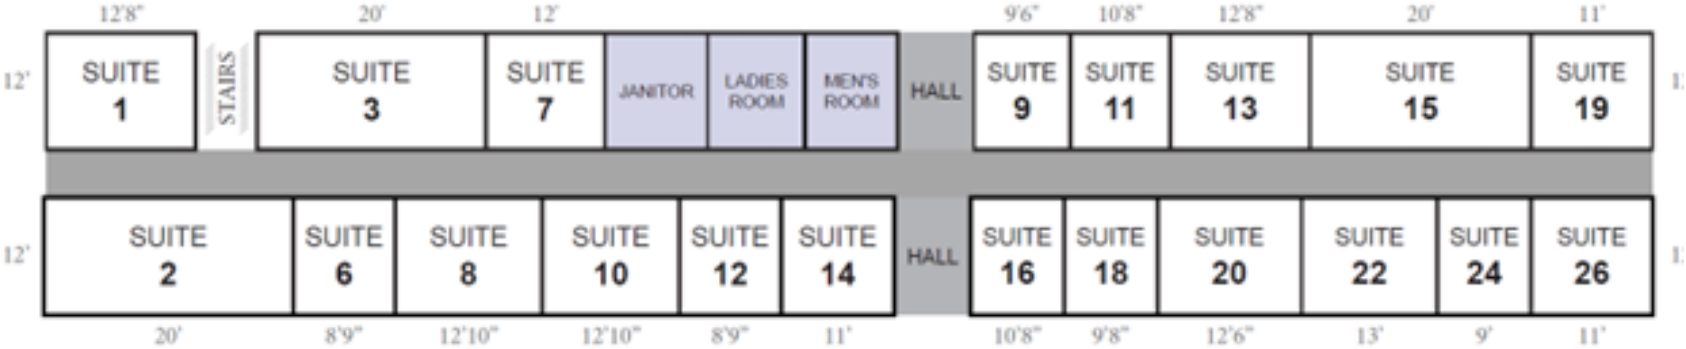 12'8" 20' 12' 9'6" 10'8" 12'8" 20' 11'
12' SUITE 1 STAIRS SUITE 3 SUITE 7 JANITOR LADIES ROOM MEN'S ROOM HALL SUITE 9 SUITE 11 SUITE 13 SUITE 15 SUITE 19
12' SUITE 2 SUITE 6 SUITE 8 SUITE 10 SUITE 12 SUITE 14 HALL SUITE 16 SUITE 18 SUITE 20 SUITE 22 SUITE 24 SUITE 26
20' 8'9" 12'10" 12'10" 8'9" 11' 10'8" 9'8" 12'6" 13' 9' 11'